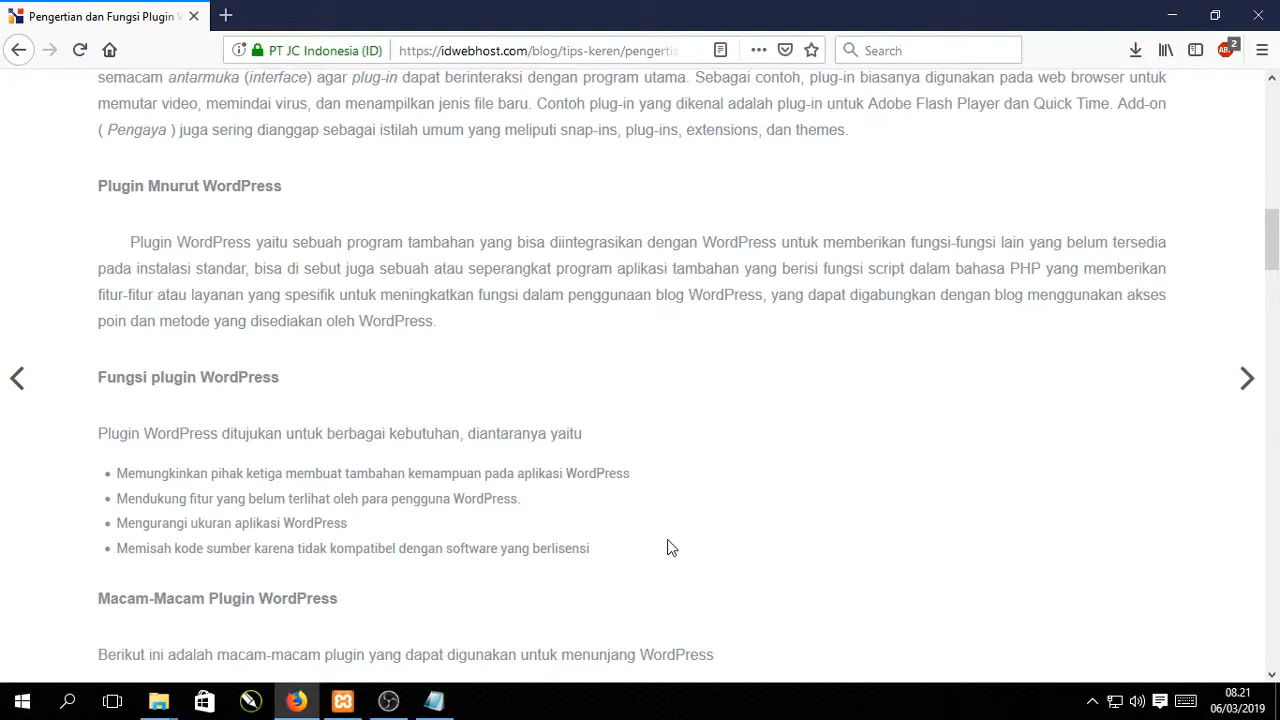 Pengertian dan Fungsi Plugin W
PT JC Indonesia (ID)
https://idwebhost.com/blog/tips-keren/pengertia
Search
2
semacam antarmuka (interface) agar plug-in dapat berinteraksi dengan program utama. Sebagai contoh, plug-in biasanya digunakan pada web browser untuk
memutar video, memindai virus, dan menampilkan jenis file baru. Contoh plug-in yang dikenal adalah plug-in untuk Adobe Flash Player dan Quick Time. Add-on
( Pengaya ) juga sering dianggap sebagai istilah umum yang meliputi snap-ins, plug-ins, extensions, dan themes.
Plugin Mnurut WordPress
Plugin WordPress yaitu sebuah program tambahan yang bisa diintegrasikan dengan WordPress untuk memberikan fungsi-fungsi lain yang belum tersedia
pada instalasi standar, bisa di sebut juga sebuah atau seperangkat program aplikasi tambahan yang berisi fungsi script dalam bahasa PHP yang memberikan
fitur-fitur atau layanan yang spesifik untuk meningkatkan fungsi dalam penggunaan blog WordPress, yang dapat digabungkan dengan blog menggunakan akses
poin dan metode yang disediakan oleh WordPress.
Fungsi plugin WordPress
Plugin WordPress ditujukan untuk berbagai kebutuhan, diantaranya yaitu
Memungkinkan pihak ketiga membuat tambahan kemampuan pada aplikasi WordPress
Mendukung fitur yang belum terlihat oleh para pengguna WordPress.
Mengurangi ukuran aplikasi WordPress
Memisah kode sumber karena tidak kompatibel dengan software yang berlisensi
Macam-Macam Plugin WordPress
Berikut ini adalah macam-macam plugin yang dapat digunakan untuk menunjang WordPress
08.21
06/03/2019